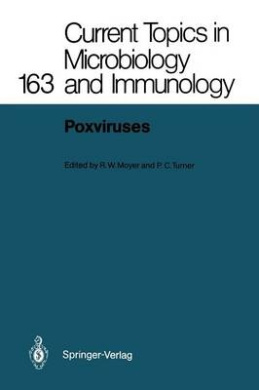 Current Topics in
Microbiology
163 and Immunology
Poxviruses
Edited by R.W. Moyer and P.C. Turner
Springer-Verlag